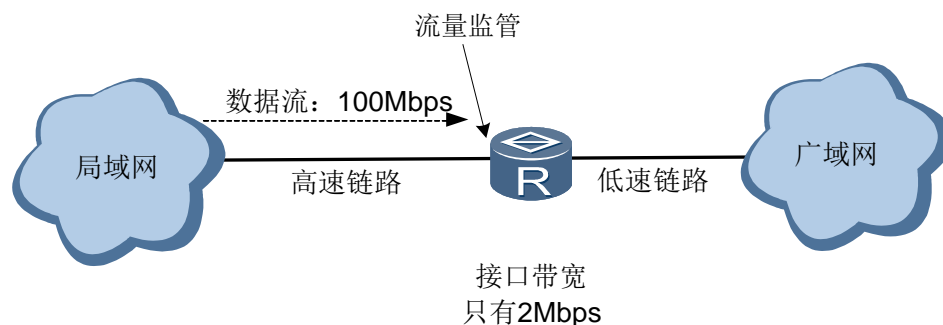 流量监管
数据流：100Mbps
局域网
高速链路
R
低速链路
广域网
接口带宽
只有2Mbps